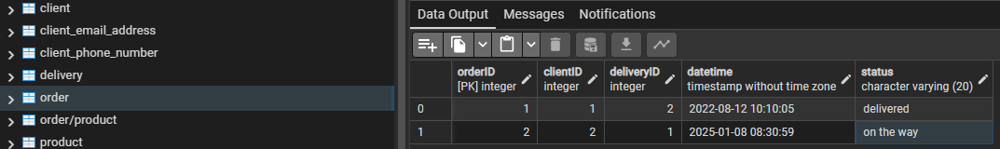 client
client_email_address
client_phone_number
delivery
order
order/product
product
Data Output Messages Notifications
orderID clientID deliveryID datetime status
[PK] integer integer integer timestamp without time zone character varying (20)
0 1 1 2 2022-08-12 10:10:05 delivered
1 2 2 1 2025-01-08 08:30:59 on the way